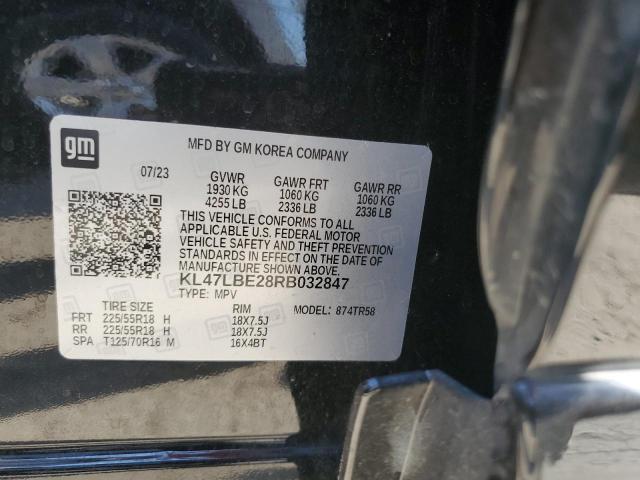 gm
MFD BY GM KOREA COMPANY
07/23 GVWR GAWR FRT GAWR RR
1930 KG 1060 KG 1060 KG
4255 LB 2336 LB 2336 LB
THIS VEHICLE CONFORMS TO ALL
APPLICABLE U.S. FEDERAL MOTOR
VEHICLE SAFETY AND THEFT PREVENTION
STANDARDS IN EFFECT ON THE DATE OF
MANUFACTURE SHOWN ABOVE.
KL47LBE28RB032847
TYPE: MPV MODEL: 874TR58
TIRE SIZE RIM
FRT 225/55R18 H 18X7.5J
RR 225/55R18 H 18X7.5J
SPA T125/70R16 M 16X4BT